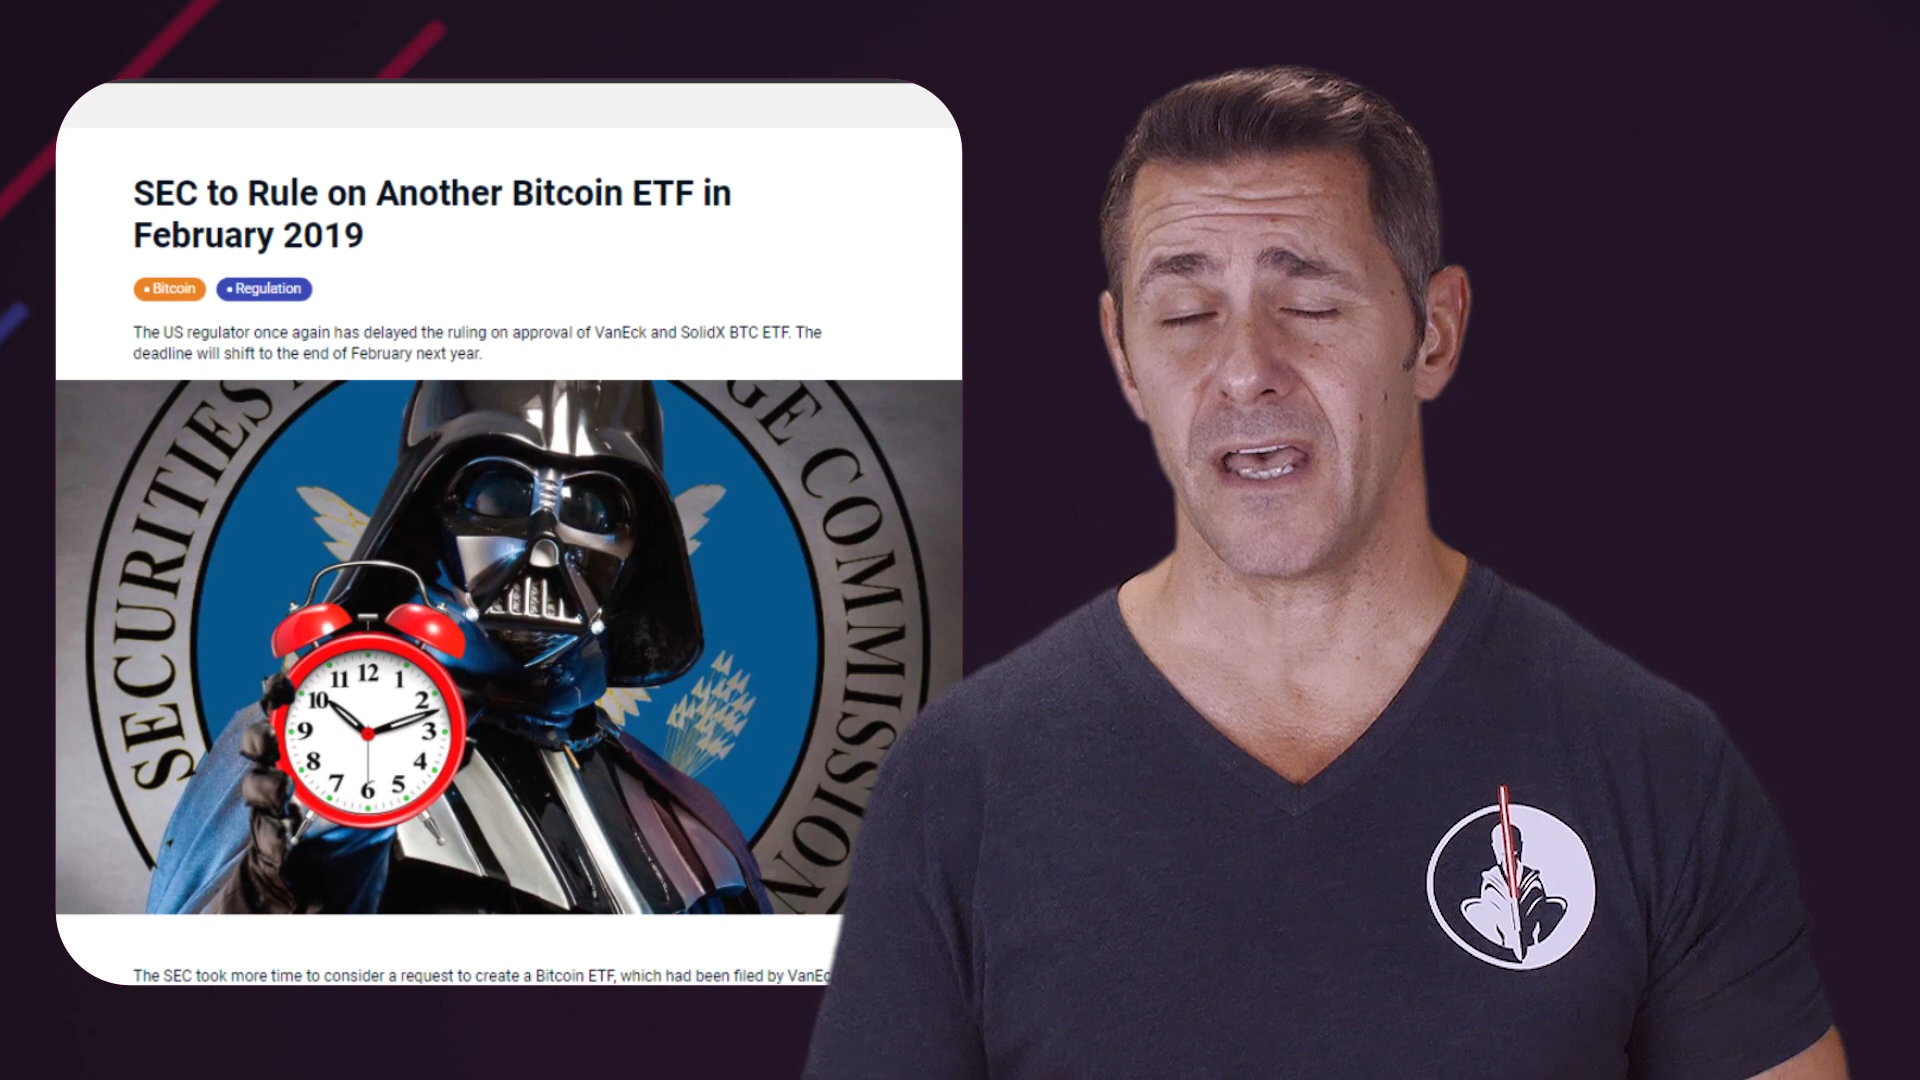 SEC to Rule on Another Bitcoin ETF in
February 2019
• Bitcoin • Regulation
The US regulator once again has delayed the ruling on approval of VanEck and SolidX BTC ETF. The
deadline will shift to the end of February next year.
SECURITIES
GE COMMISSION
12
11 1
10 2
9 3
8 4
7 5
6
The SEC took more time to consider a request to create a Bitcoin ETF, which had been filed by